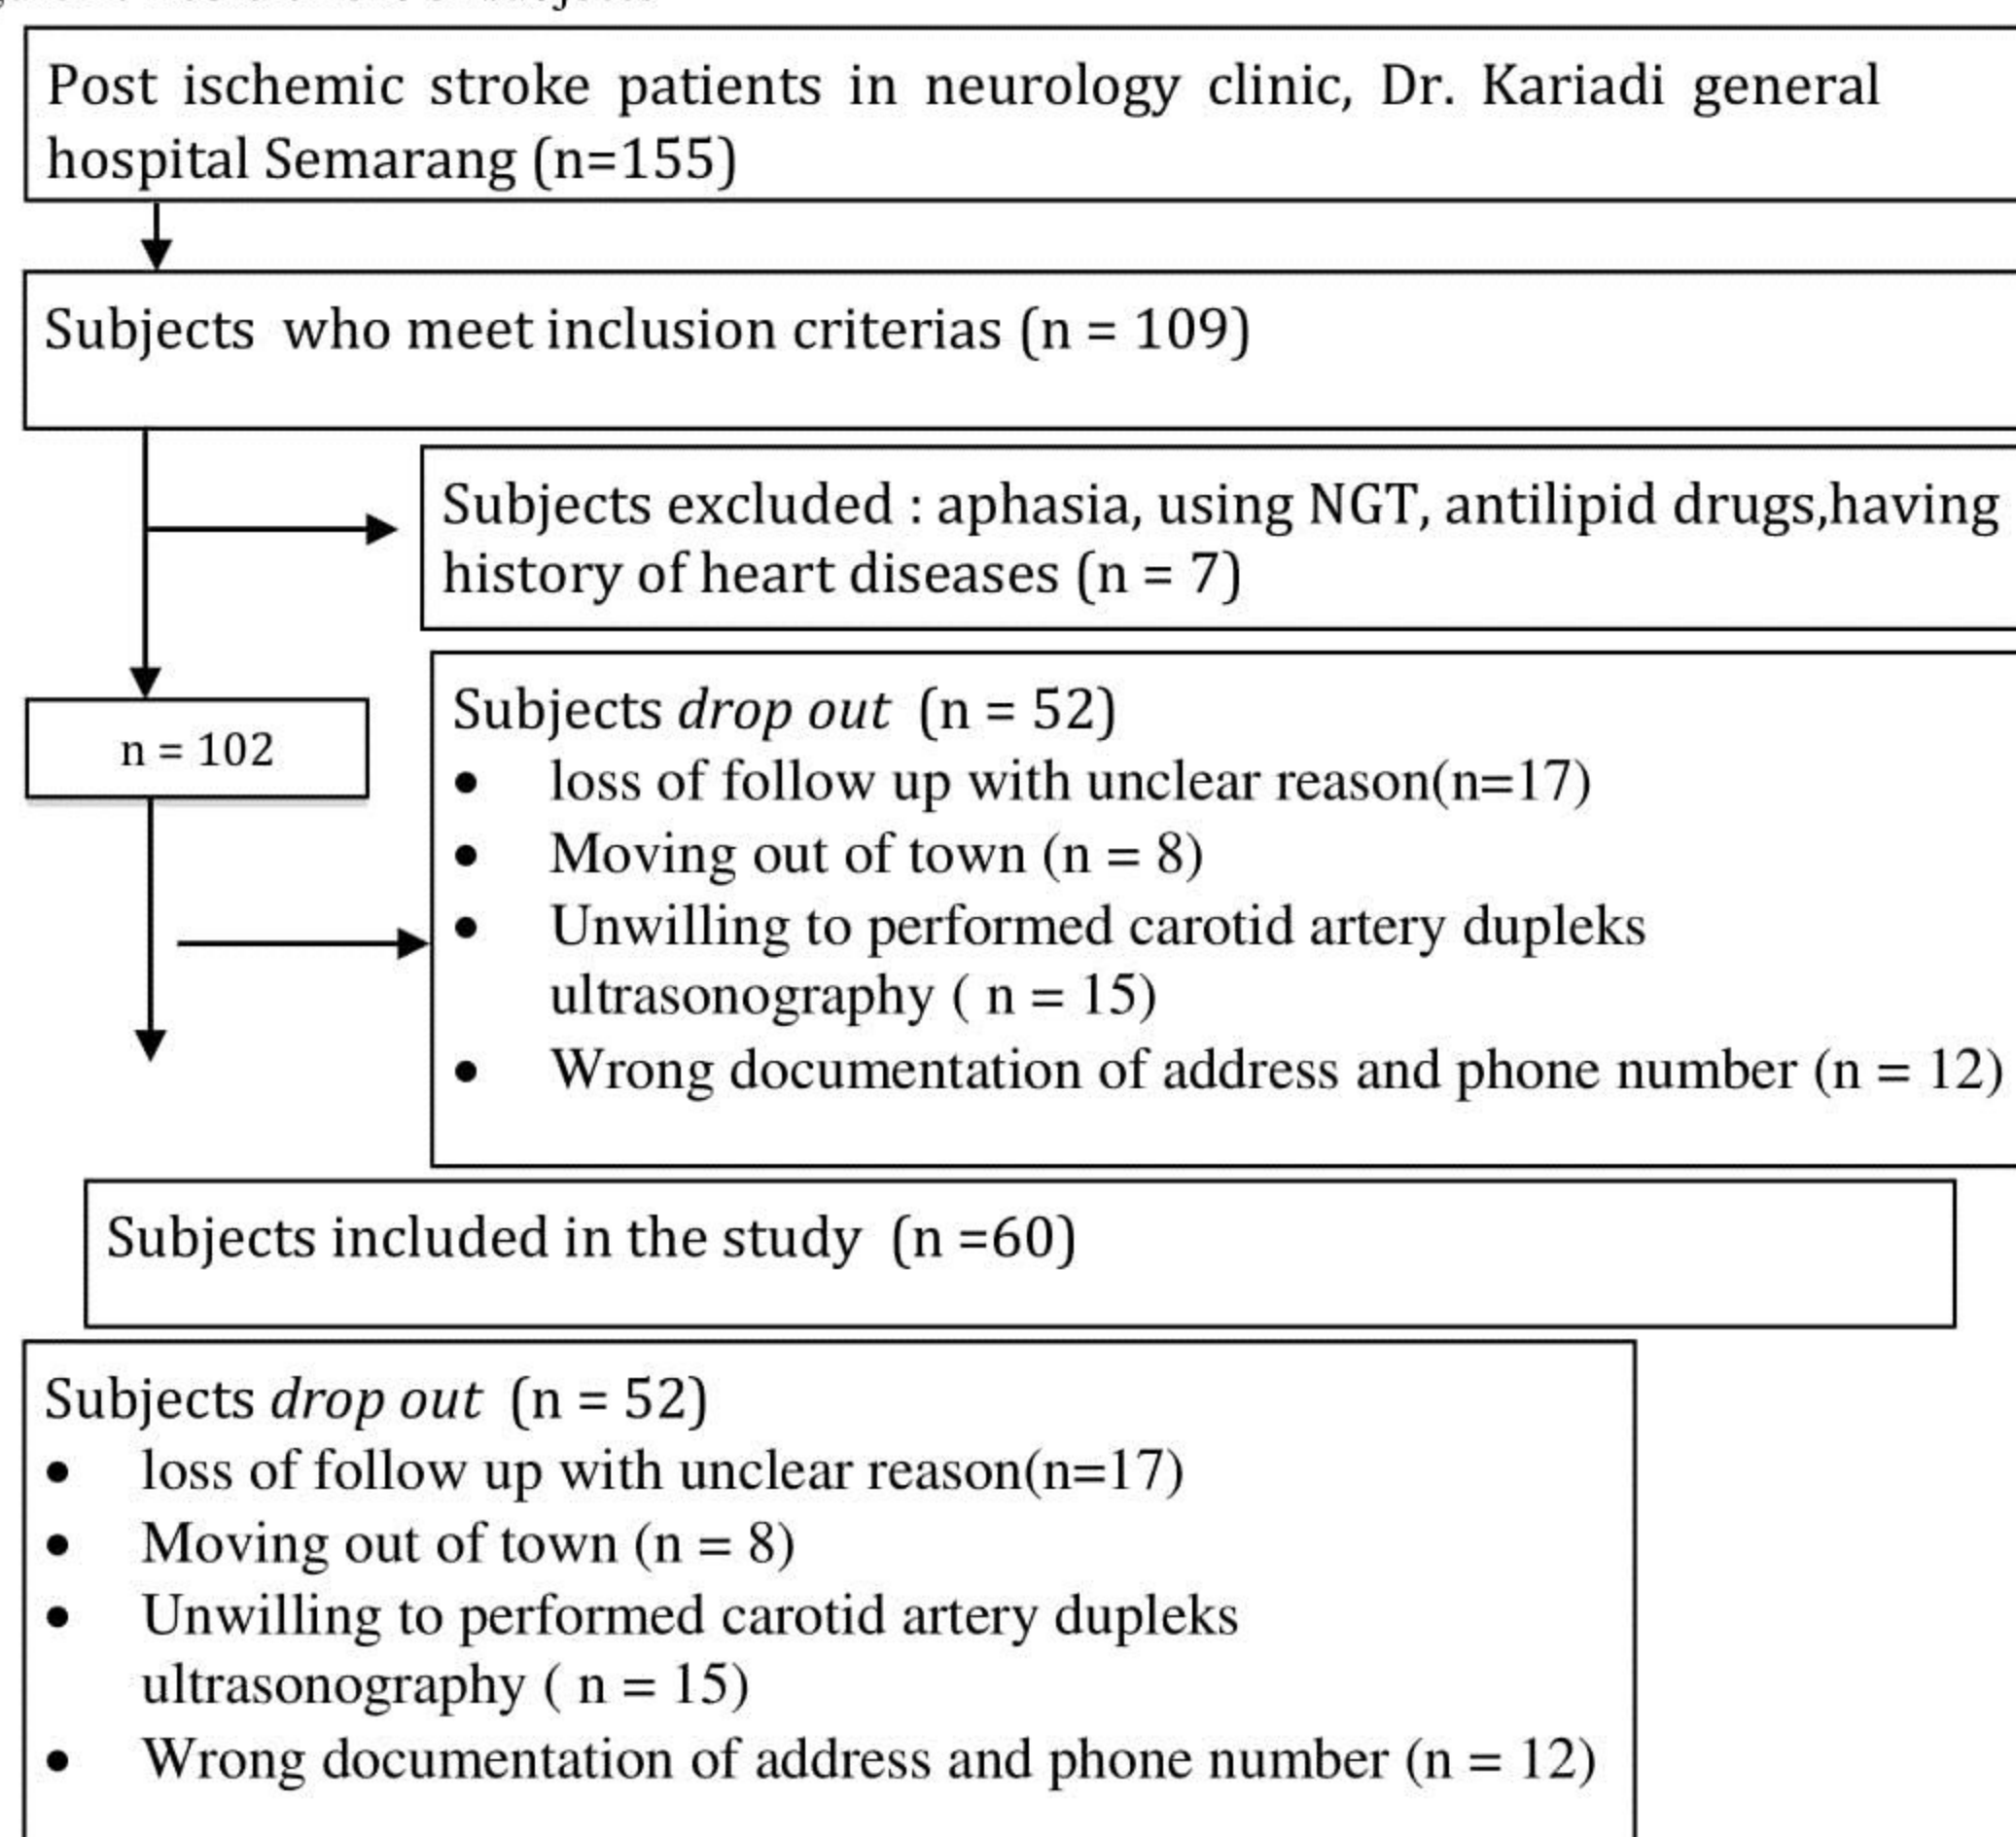 Post ischemic stroke patients in neurology clinic, Dr. Kariadi general
hospital Semarang (n=155)
Subjects who meet inclusion criterias (n = 109)
Subjects excluded : aphasia, using NGT, antilipid drugs,having
history of heart diseases (n = 7)
n = 102
Subjects drop out (n = 52)
• loss of follow up with unclear reason(n=17)
• Moving out of town (n = 8)
• Unwilling to performed carotid artery dupleks
ultrasonography ( n = 15)
• Wrong documentation of address and phone number (n = 12)
Subjects included in the study (n =60)
Subjects drop out (n = 52)
• loss of follow up with unclear reason(n=17)
• Moving out of town (n = 8)
• Unwilling to performed carotid artery dupleks
ultrasonography ( n = 15)
• Wrong documentation of address and phone number (n = 12)